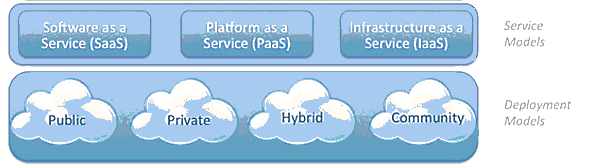 Software as a
Service (SaaS)
Platform as a
Service (PaaS)
Infrastructure as a
Service (IaaS)
Service
Models
Public
Private
Hybrid
Community
Deployment
Models